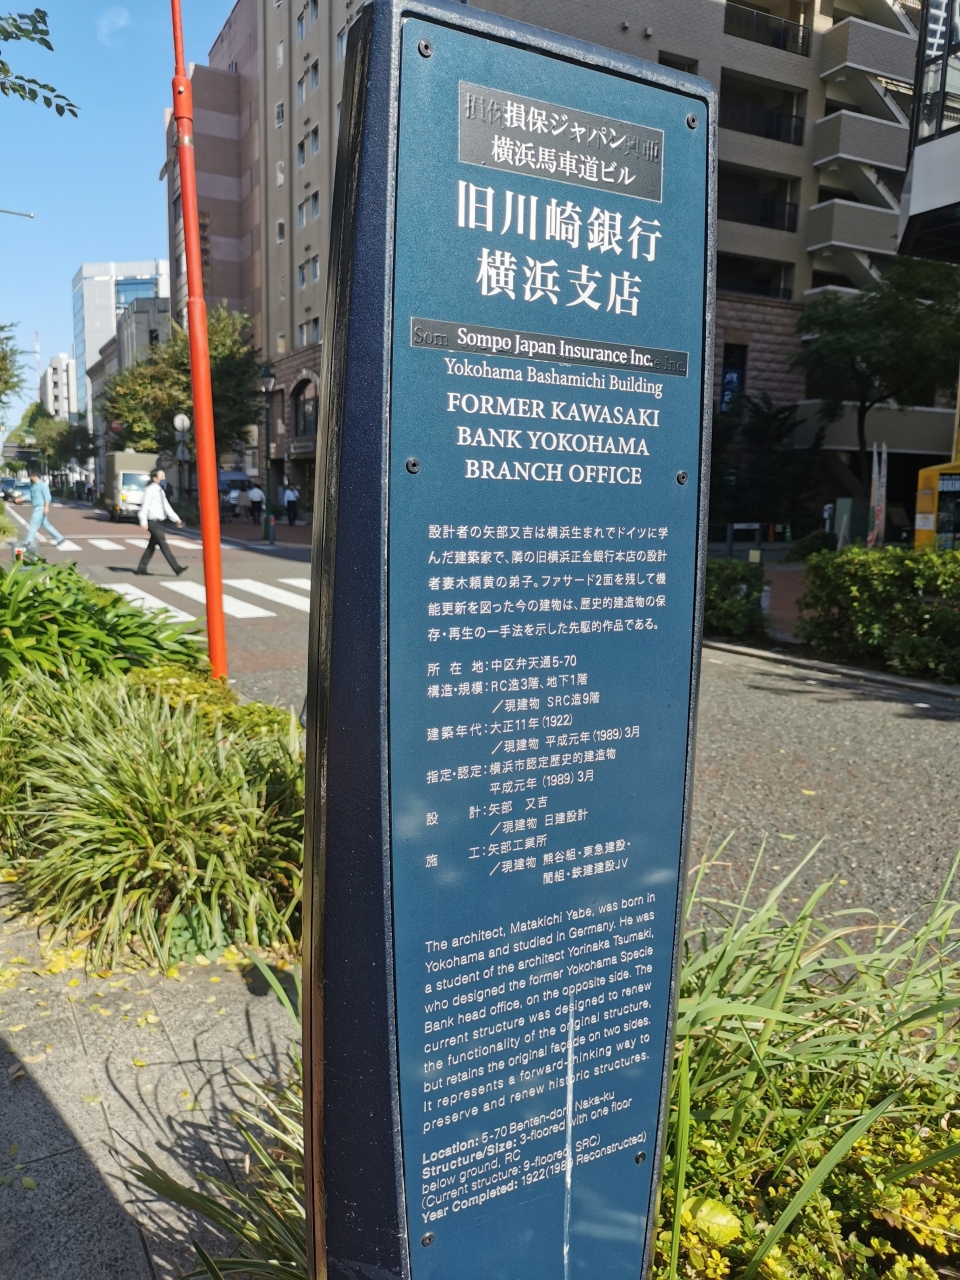 損保ジャパン
横浜馬車道ビル
旧川崎銀行
横浜支店
Sompo Japan Insurance Inc.
Yokohama Bashamichi Building
FORMER KAWASAKI
BANK YOKOHAMA
BRANCH OFFICE
設計者の矢部又吉は横浜生まれでドイツに学
んだ建築家で、隣の旧横浜正金銀行本店の設計
者妻木頼黄の弟子。ファサード2面を残して機
能更新を図った今の建物は、歴史的建造物の保
存・再生の一手法を示した先駆的作品である。
所在地:中区弁天通5-70
構造・規模:RC造3階、地下1階
/現建物 SRC造9階
建築年代:大正11年(1922)
/現建物 平成元年(1989)3月
指定・認定:横浜市認定歴史的建造物
平成元年(1989)3月
設計:矢部 又吉
/現建物 日建設計
施工:矢部工業所
/現建物 熊谷組・東急建設・
間組・鉄建建設JV
The architect, Matakichi Yabe, was born in
Yokohama and studied in Germany. He was
a student of the architect Yorinaka Tsumaki,
who designed the former Yokohama Specie
Bank head office, on the opposite side. The
current structure was designed to renew
the functionality of the original structure,
but retains the original façade on two sides.
It represents a forward-thinking way to
preserve and renew historic structures.
Location: 5-70 Benten-dori, Naka-ku
Structure/Size: 3-floored with one floor
below ground, RC
(Current structure: 9-floored, SRC)
Year Completed: 1922(1989 Reconstructed)